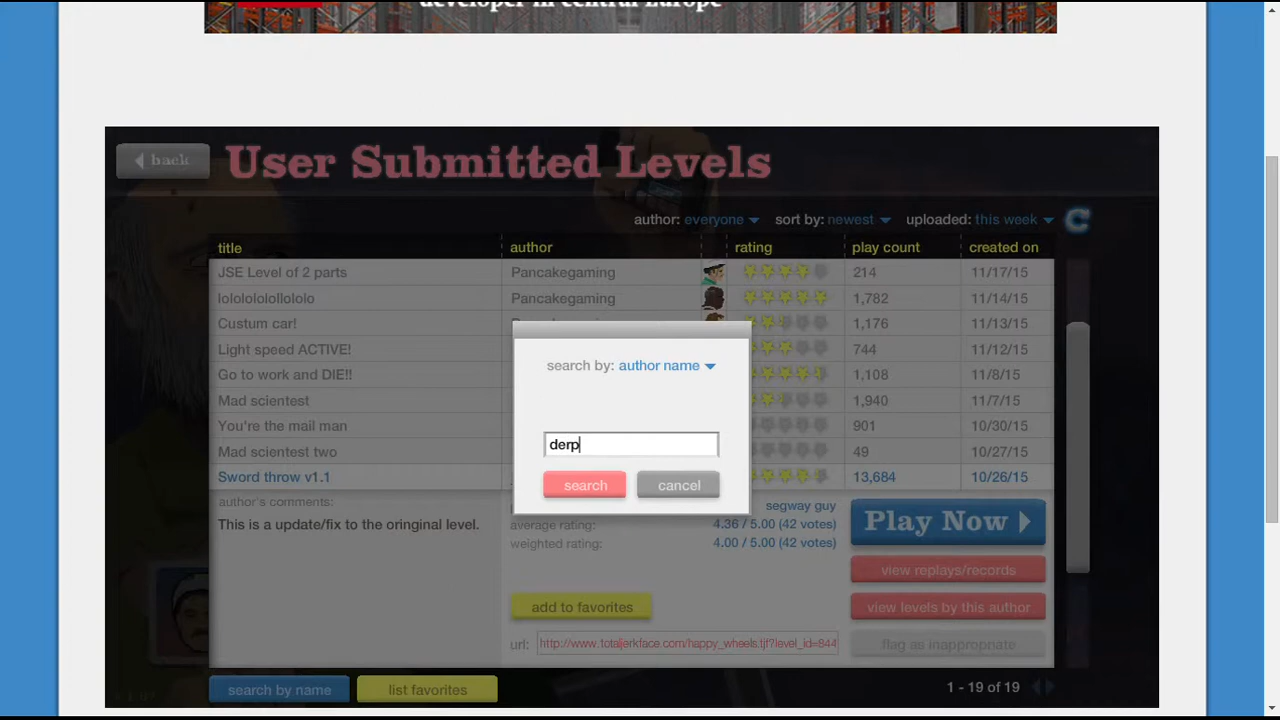 developer in central Europe
back
User Submitted Levels
author: everyone sort by: newest uploaded: this week
title author rating play count created on
JSE Level of 2 parts Pancakegaming 214 11/17/15
lololololollololo Pancakegaming 1,782 11/14/15
Custum car! 1,176 11/13/15
Light speed ACTIVE! 744 11/12/15
Go to work and DIE!! 1,108 11/8/15
Mad scientest 1,940 11/7/15
You're the mail man 901 10/30/15
Mad scientest two 49 10/27/15
Sword throw v1.1 13,684 10/26/15
search by: author name
derp
search cancel
author's comments:
This is a update/fix to the oringinal level.
segway guy
average rating: 4.36 / 5.00 (42 votes)
weighted rating: 4.00 / 5.00 (42 votes)
Play Now
view replays/records
add to favorites
view levels by this author
url: http://www.totaljerkface.com/happy_wheels.tjf?level_id=844
flag as inappropriate
search by name list favorites 1 - 19 of 19